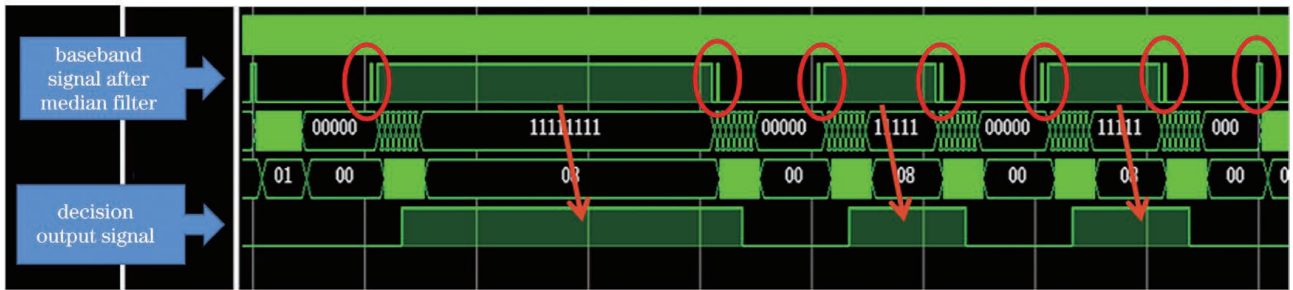 baseband
signal after
median filter
00000 11111111 00000 11111 00000 11111 000
01 00 08 00 08 00 08 00
decision
output signal